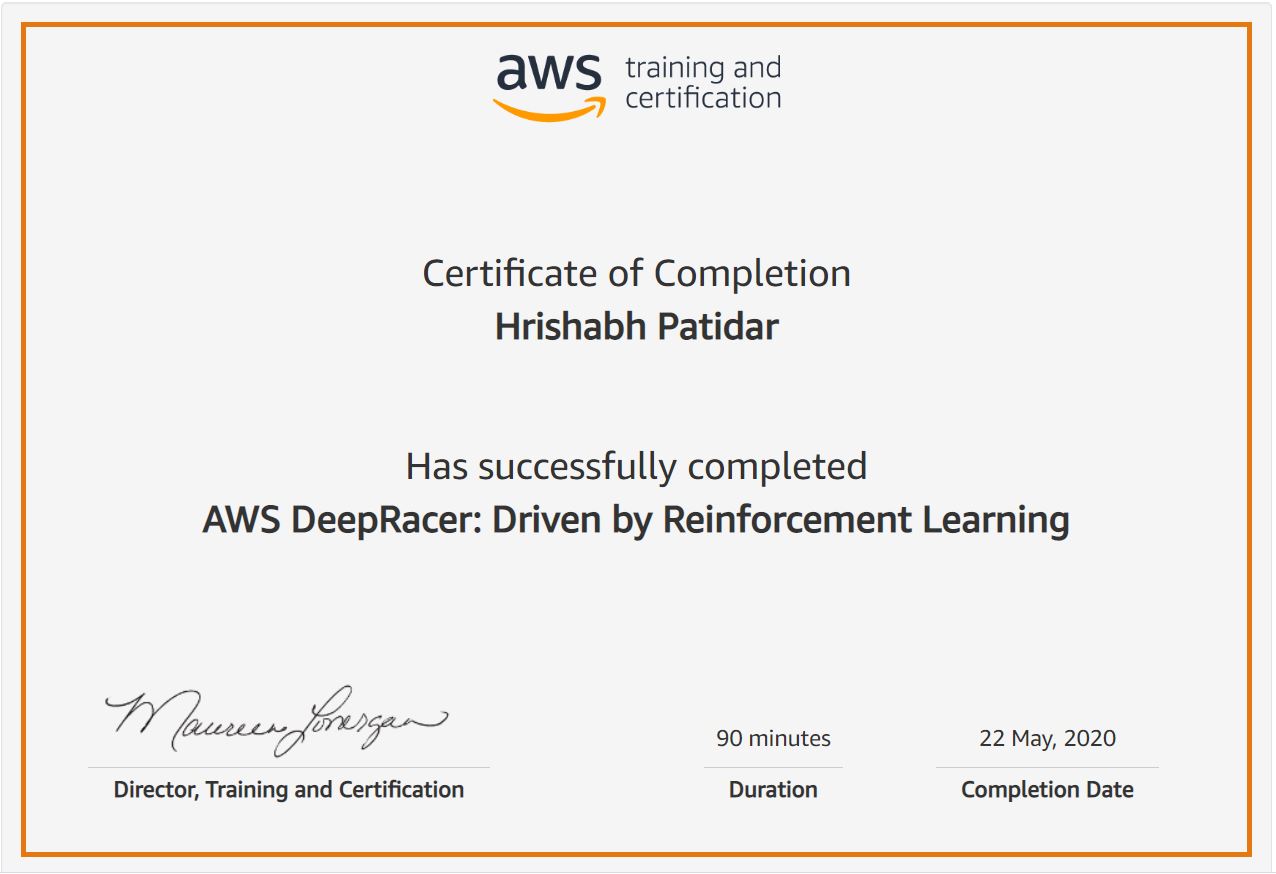 aws training and
certification
Certificate of Completion
Hrishabh Patidar
Has successfully completed
AWS DeepRacer: Driven by Reinforcement Learning
Maureen Lonergan
Director, Training and Certification
90 minutes
Duration
22 May, 2020
Completion Date